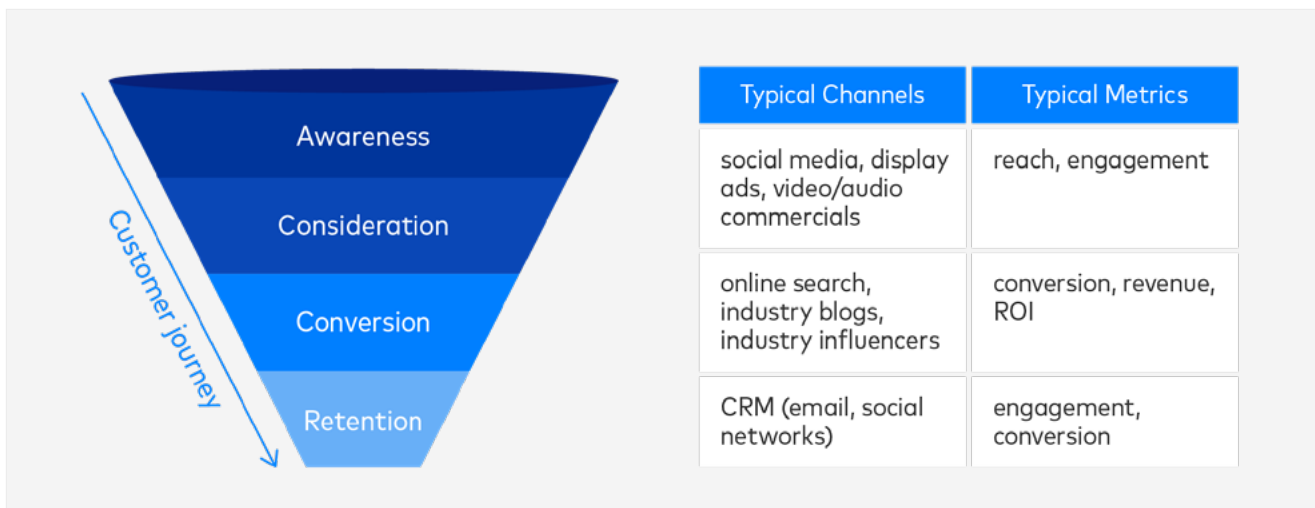 Customer journey
Awareness
Consideration
Conversion
Retention
Typical Channels
Typical Metrics
social media, display
ads, video/audio
commercials
reach, engagement
online search,
industry blogs,
industry influencers
conversion, revenue,
ROI
CRM (email, social
networks)
engagement,
conversion